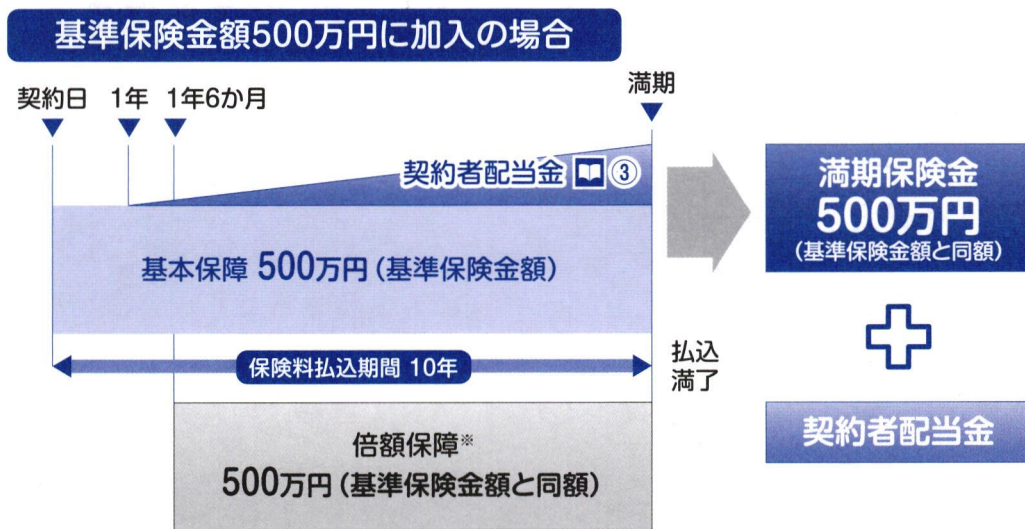 基準保険金額500万円に加入の場合
契約日 1年 1年6か月 満期
契約者配当金 ③
満期保険金
500万円
(基準保険金額と同額)
基本保障 500万円(基準保険金額)
保険料払込期間 10年
払込
満了
契約者配当金
倍額保障※
500万円(基準保険金額と同額)